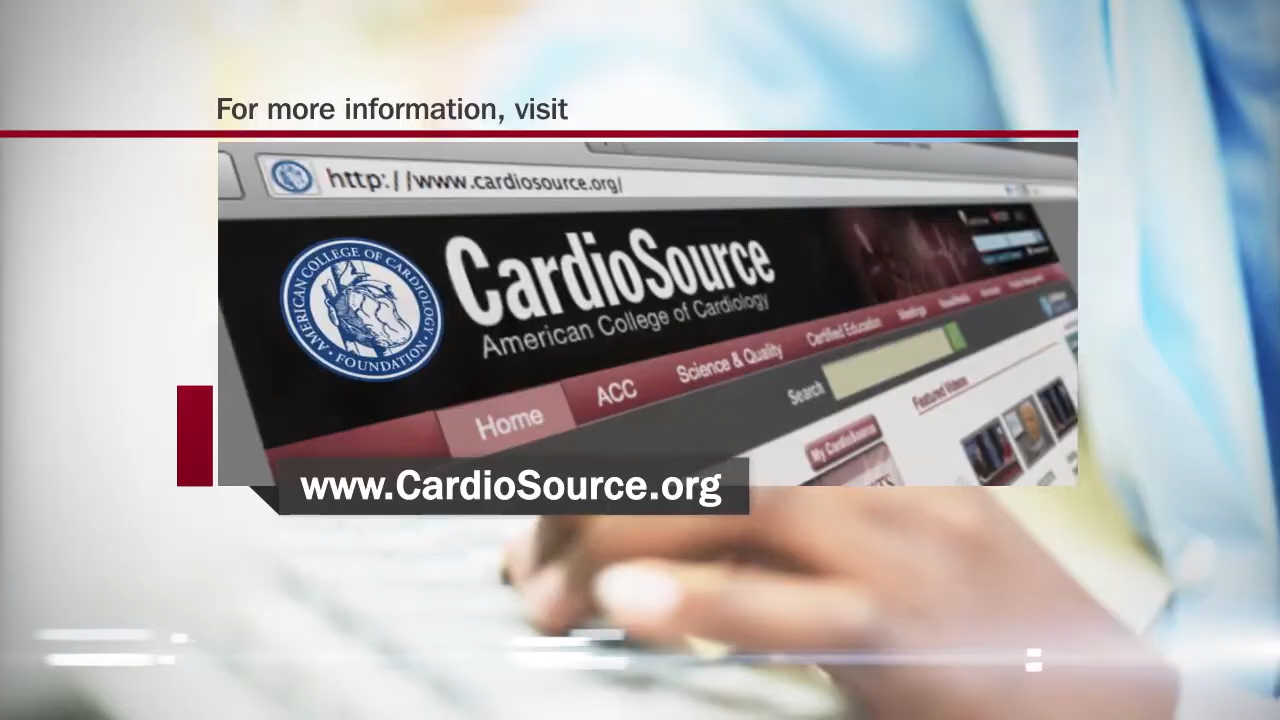 For more information, visit
http://www.cardiosource.org/
AMERICAN COLLEGE OF CARDIOLOGY
FOUNDATION
CardioSource
American College of Cardiology
Home
ACC
Science & Quality
Certified Education
Meetings
Search
Featured Videos
My CardioSource
www.CardioSource.org